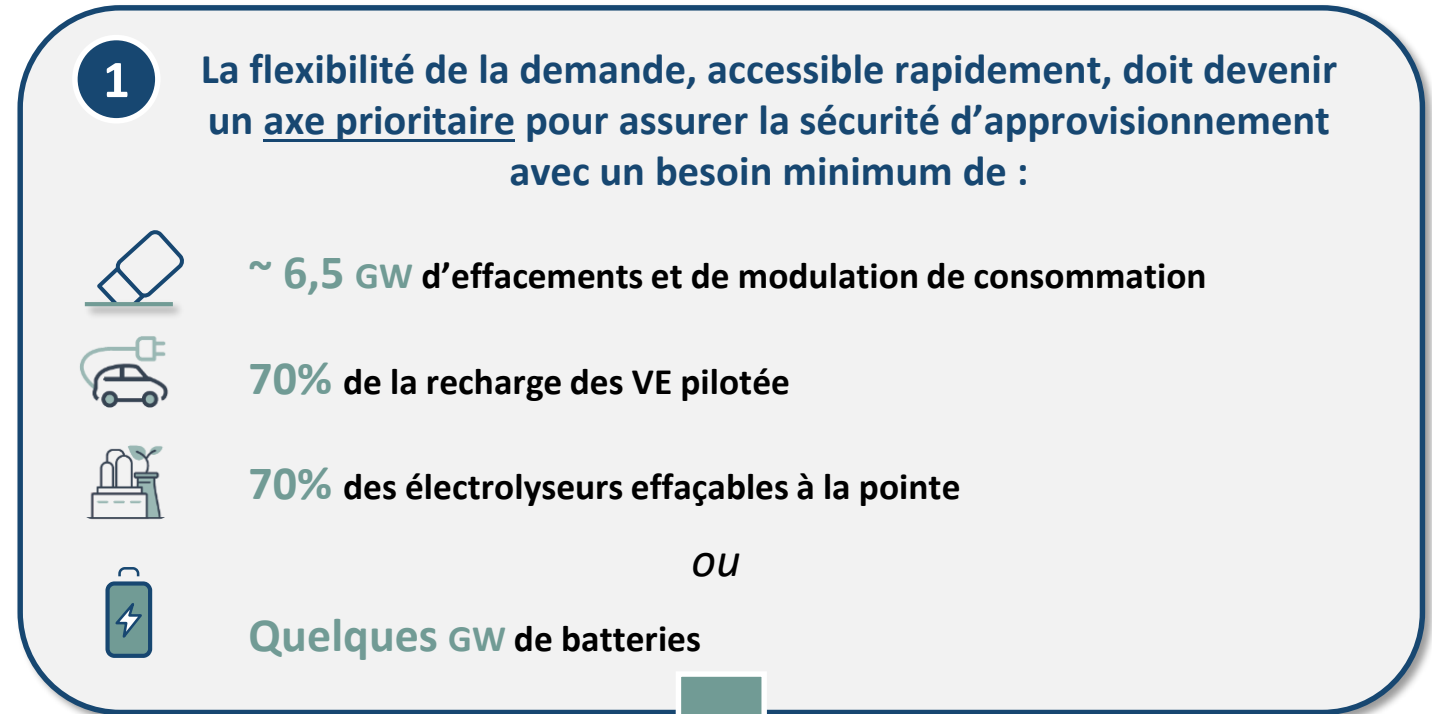 1
La flexibilité de la demande, accessible rapidement, doit devenir
un axe prioritaire pour assurer la sécurité d’approvisionnement
avec un besoin minimum de :
~ 6,5 GW d’effacements et de modulation de consommation
70% de la recharge des VE pilotée
70% des électrolyseurs effaçables à la pointe
ou
Quelques GW de batteries